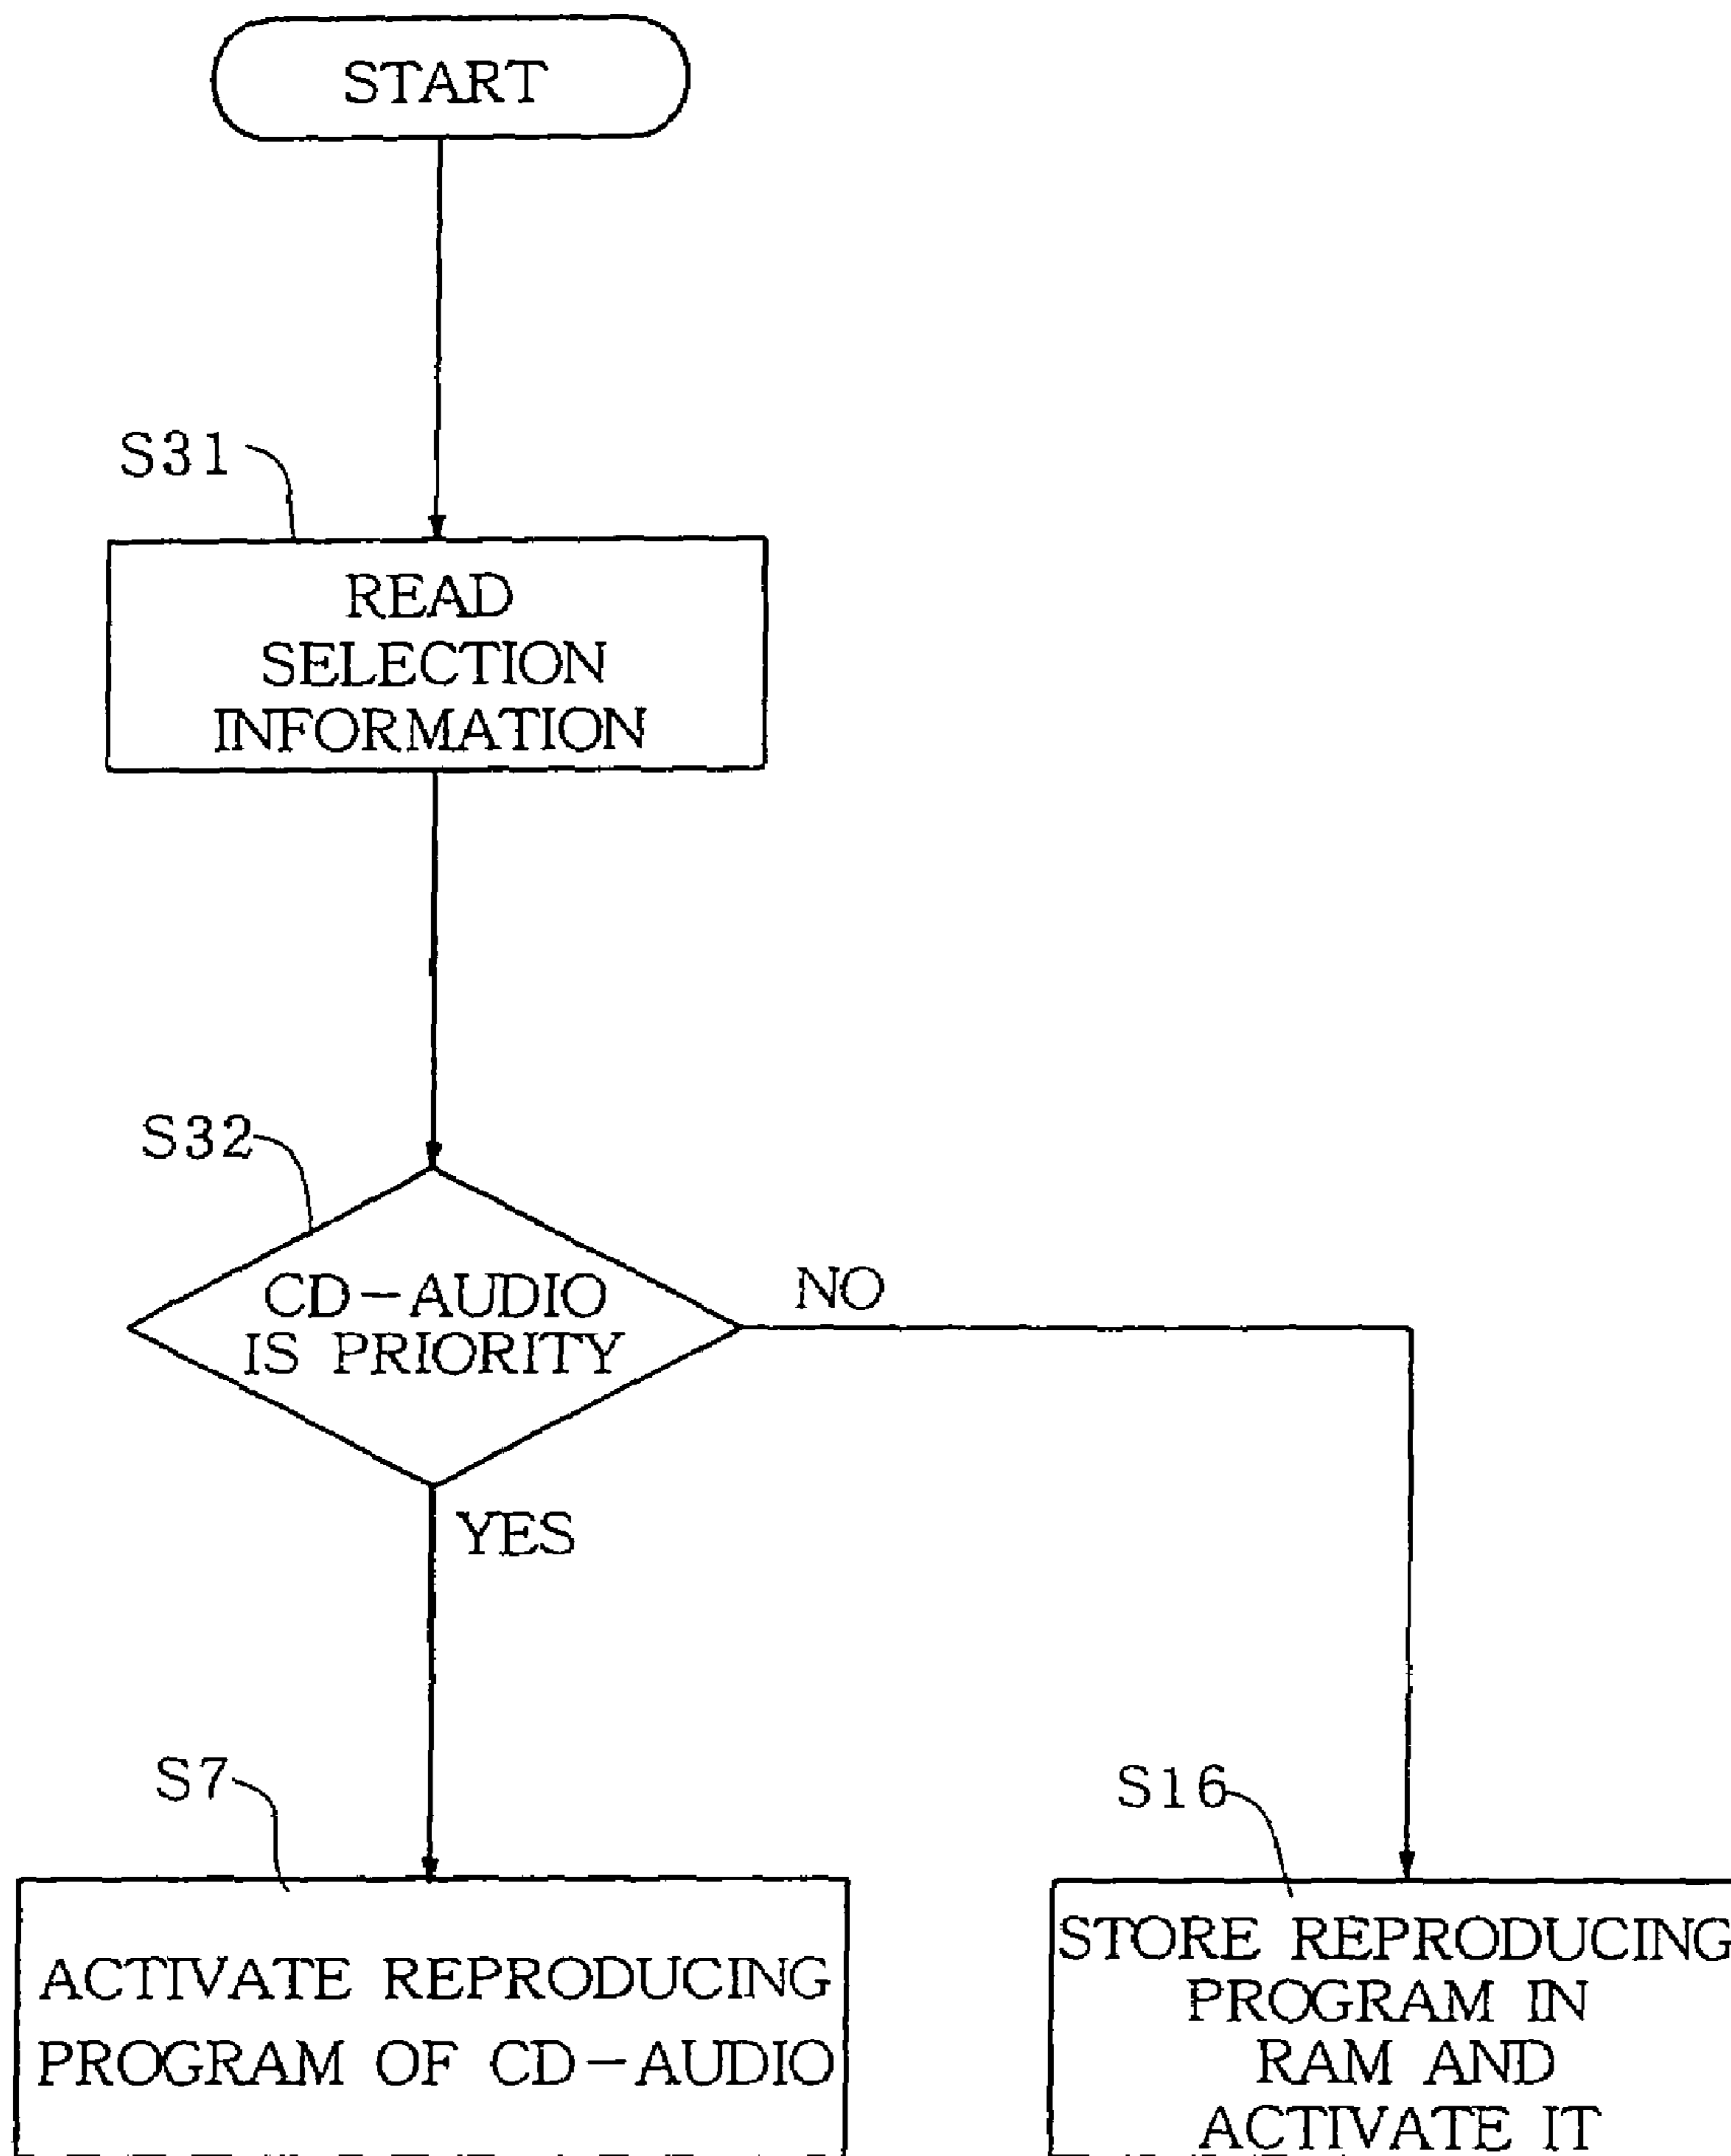 START
S31
READ
SELECTION
INFORMATION
S32
CD-AUDIO
IS PRIORITY
NO
YES
S7
ACTIVATE REPRODUCING
PROGRAM OF CD-AUDIO
S16
STORE REPRODUCING
PROGRAM IN
RAM AND
ACTIVATE IT